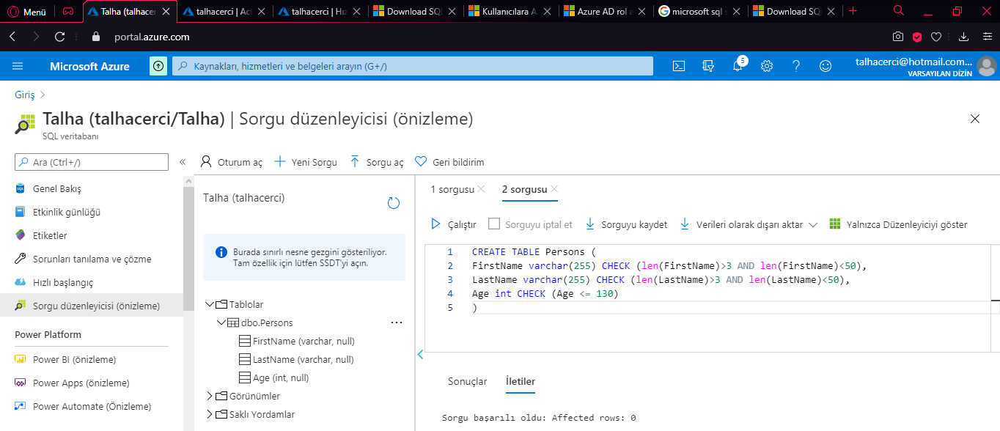 Menü
Talha (talhacer
talhacerci | Ac
talhacerci | Hız
Download SQ
Kullanıcılara A
Azure AD rol a
microsoft sql s
Download SQ
portal.azure.com
Microsoft Azure
Kaynakları, hizmetleri ve belgeleri arayın (G+/)
5
talhacerci@hotmail.com...
VARSAYILAN DİZİN
Giriş
Talha (talhacerci/Talha) | Sorgu düzenleyicisi (önizleme)
SQL veritabanı
Ara (Ctrl+/)
Oturum aç
Yeni Sorgu
Sorgu aç
Geri bildirim
Genel Bakış
Etkinlik günlüğü
Etiketler
Sorunları tanılama ve çözme
Hızlı başlangıç
Sorgu düzenleyicisi (önizleme)
Power Platform
Power BI (önizleme)
Power Apps (önizleme)
Power Automate (Önizleme)
Talha (talhacerci)
Burada sınırlı nesne gezgini gösteriliyor.
Tam özellik için lütfen SSDT'yi açın.
Tablolar
dbo.Persons
FirstName (varchar, null)
LastName (varchar, null)
Age (int, null)
Görünümler
Saklı Yordamlar
1 sorgusu
2 sorgusu
Çalıştır
Sorguyu iptal et
Sorguyu kaydet
Verileri olarak dışarı aktar
Yalnızca Düzenleyiciyi göster
1 CREATE TABLE Persons (
2 FirstName varchar(255) CHECK (len(FirstName)>3 AND len(FirstName)<50),
3 LastName varchar(255) CHECK (len(LastName)>3 AND len(LastName)<50),
4 Age int CHECK (Age <= 130)
5 )
Sonuçlar
İletiler
Sorgu başarılı oldu: Affected rows: 0